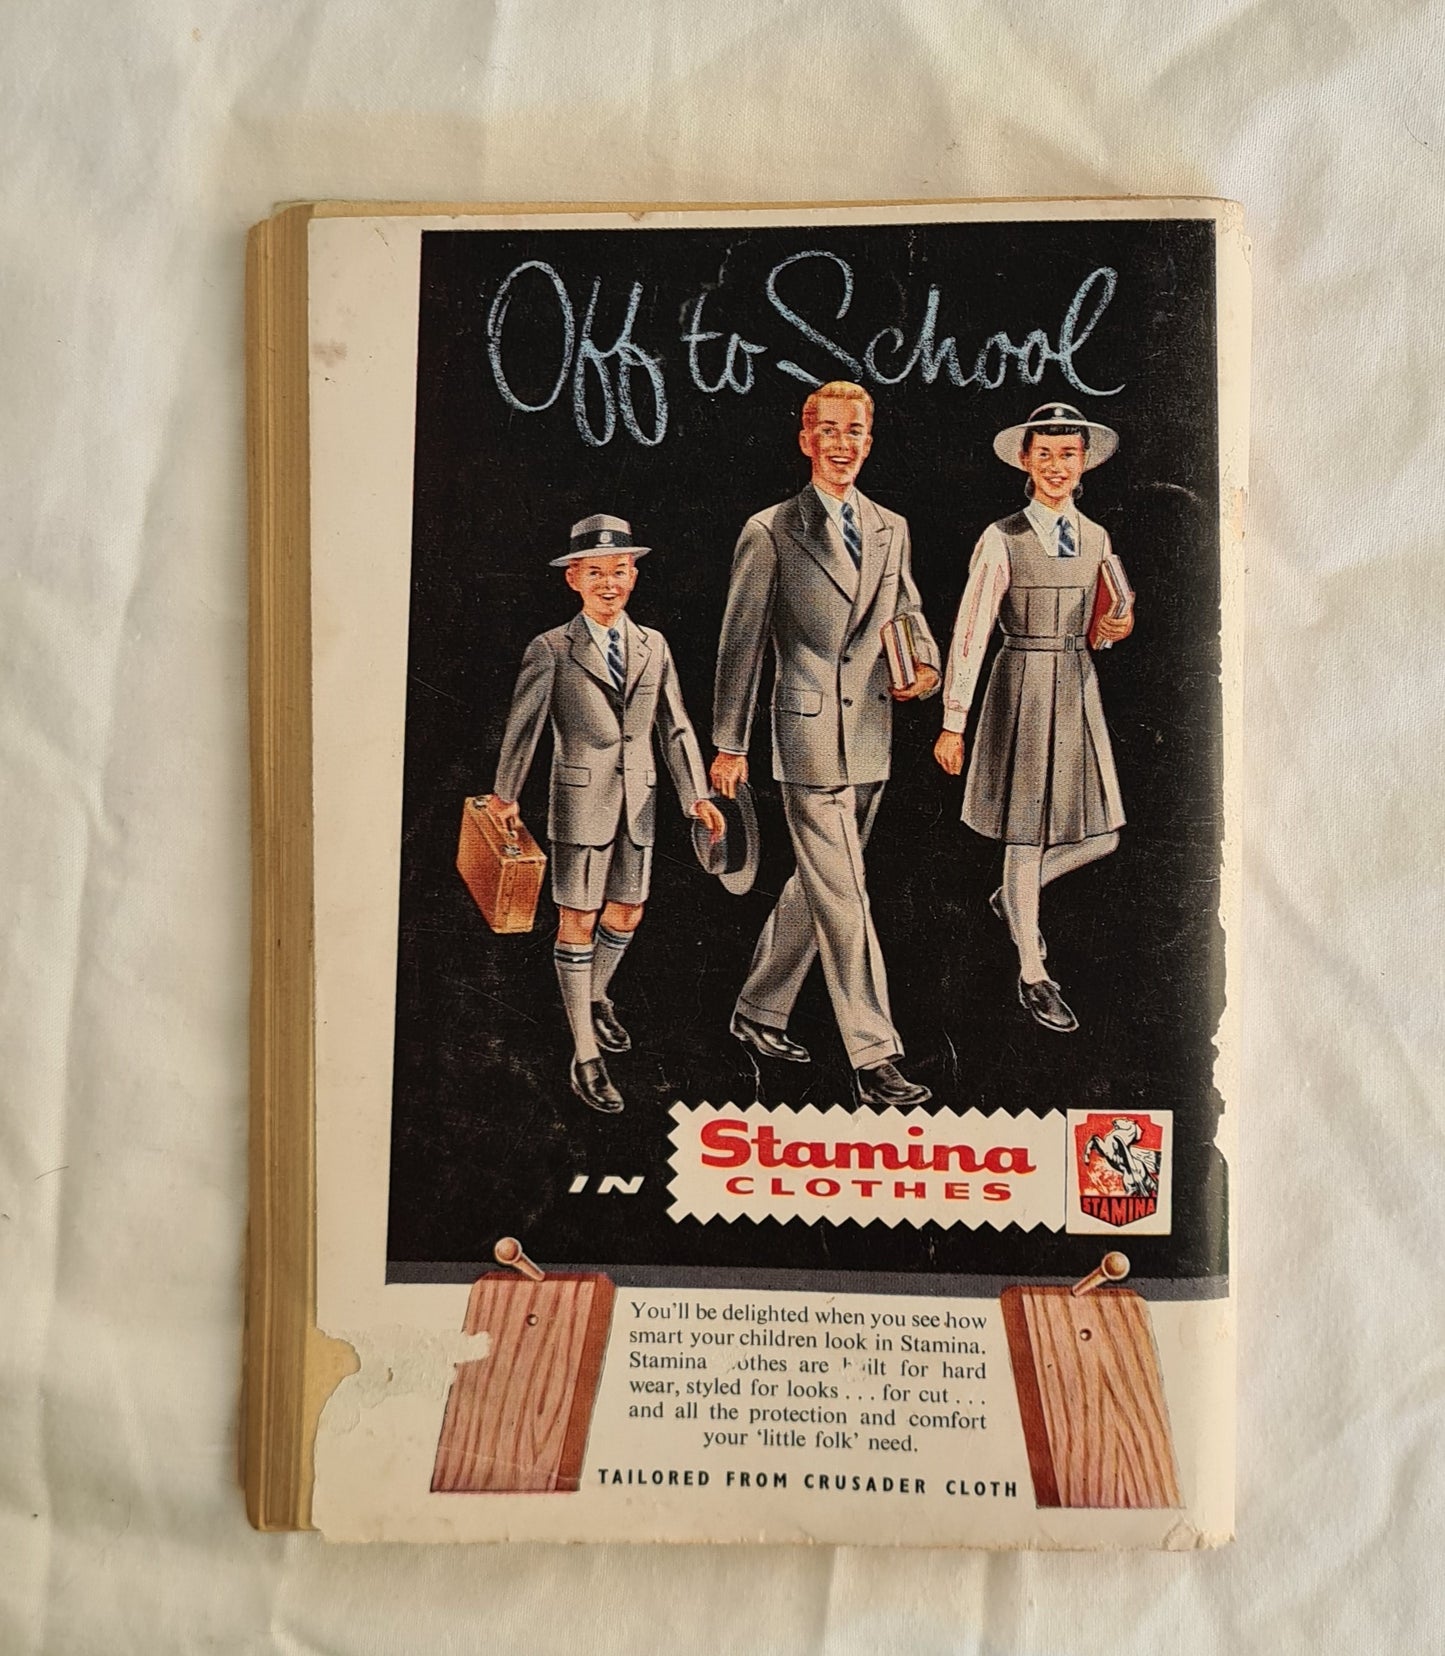 Off to School
IN
Stamina
CLOTHES
STAMINA
You'll be delighted when you see how
smart your children look in Stamina.
Stamina are for hard
wear, styled for looks . . . for cut . . .
and all the protection and comfort
your ‘little folk’ need.
TAILORED FROM CRUSADER CLOTH